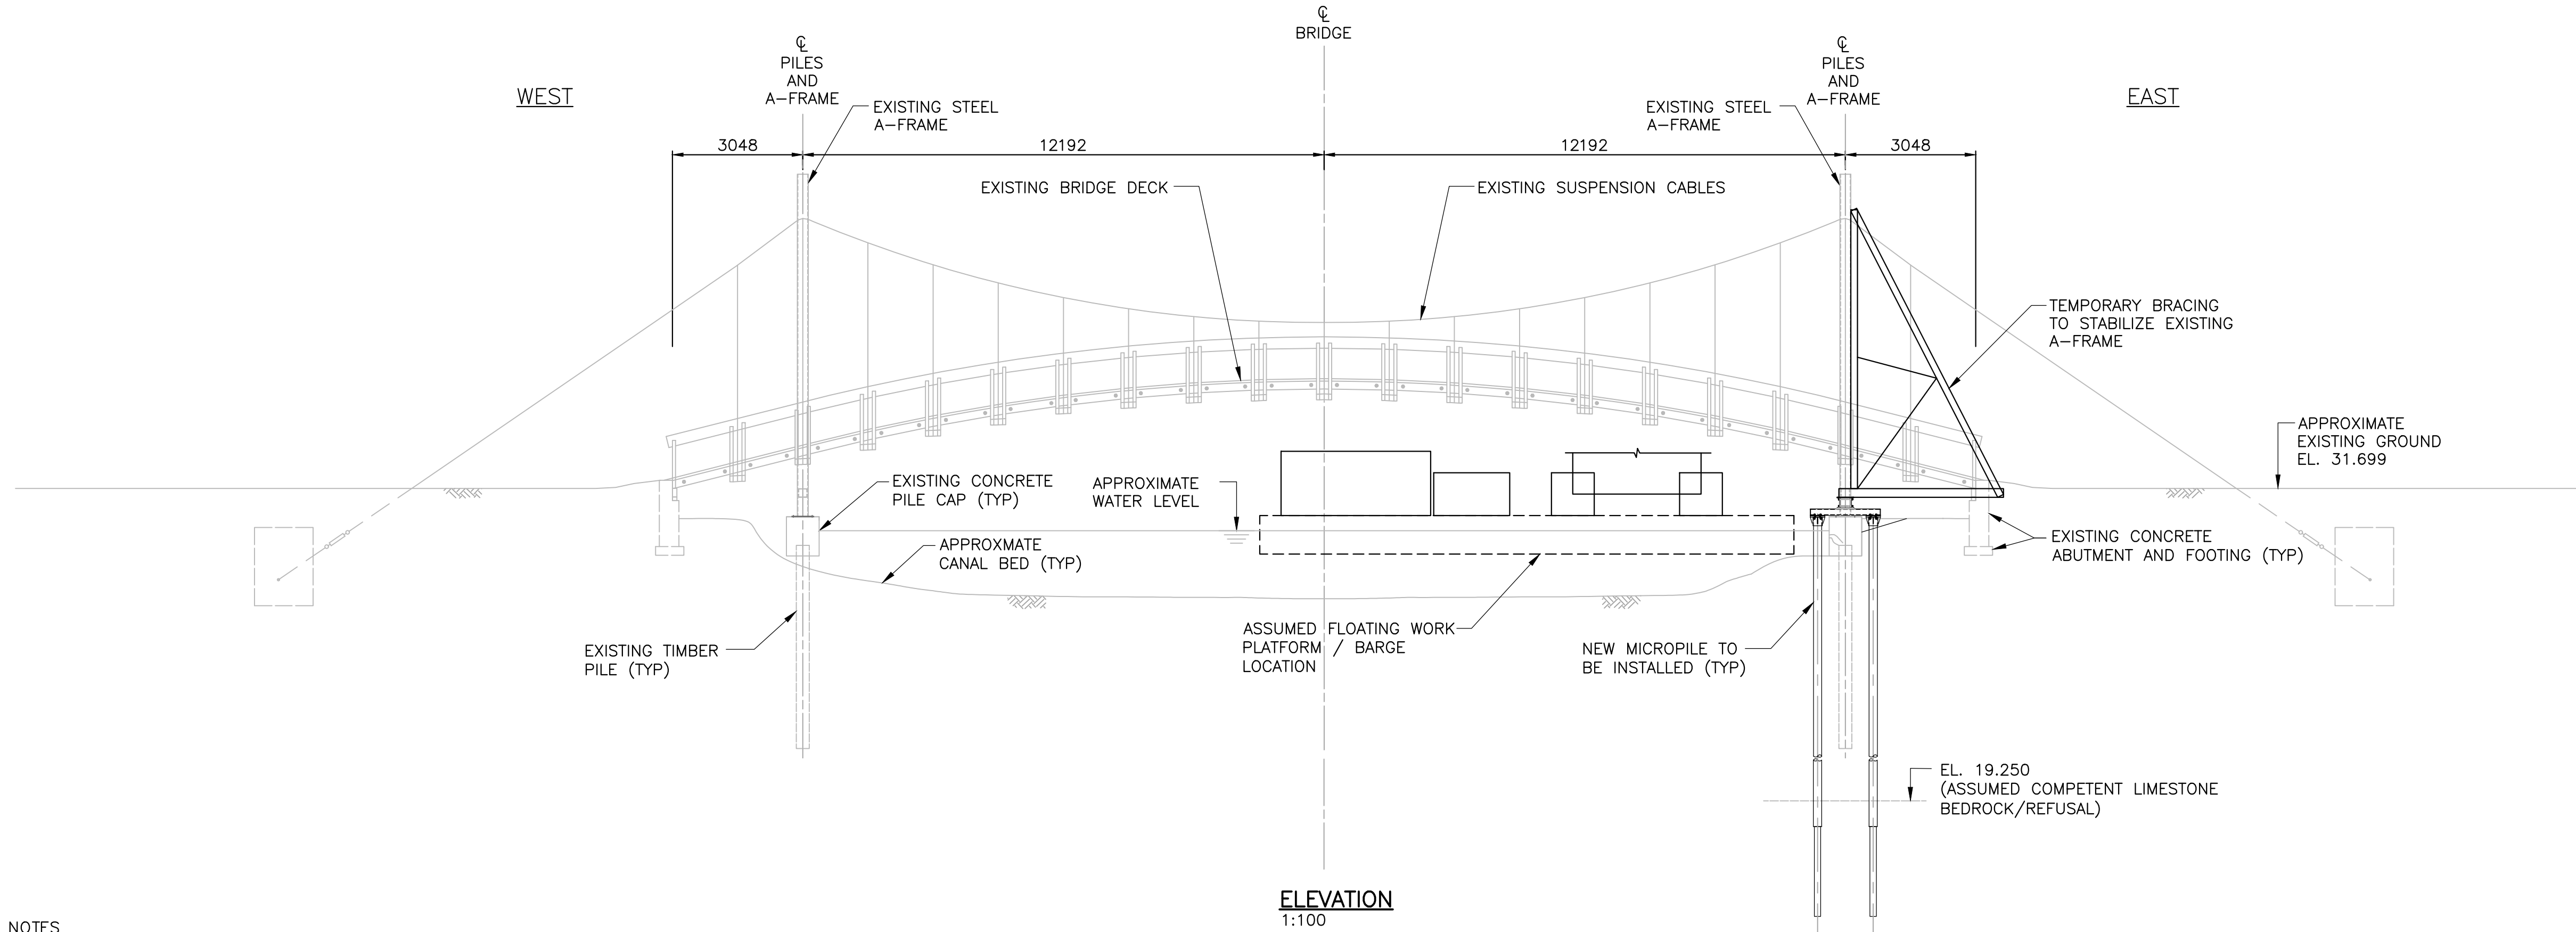 ℄
BRIDGE
℄
PILES
AND
A-FRAME
℄
PILES
AND
A-FRAME
WEST
EAST
EXISTING STEEL
A-FRAME
EXISTING STEEL
A-FRAME
3048
12192
12192
3048
EXISTING BRIDGE DECK
EXISTING SUSPENSION CABLES
TEMPORARY BRACING
TO STABILIZE EXISTING
A-FRAME
APPROXIMATE
EXISTING GROUND
EL. 31.699
EXISTING CONCRETE
PILE CAP (TYP)
APPROXIMATE
WATER LEVEL
APPROXMATE
CANAL BED (TYP)
EXISTING CONCRETE
ABUTMENT AND FOOTING (TYP)
EXISTING TIMBER
PILE (TYP)
ASSUMED FLOATING WORK
PLATFORM / BARGE
LOCATION
NEW MICROPILE TO
BE INSTALLED (TYP)
EL. 19.250
(ASSUMED COMPETENT LIMESTONE
BEDROCK/REFUSAL)
ELEVATION
1:100
NOTES